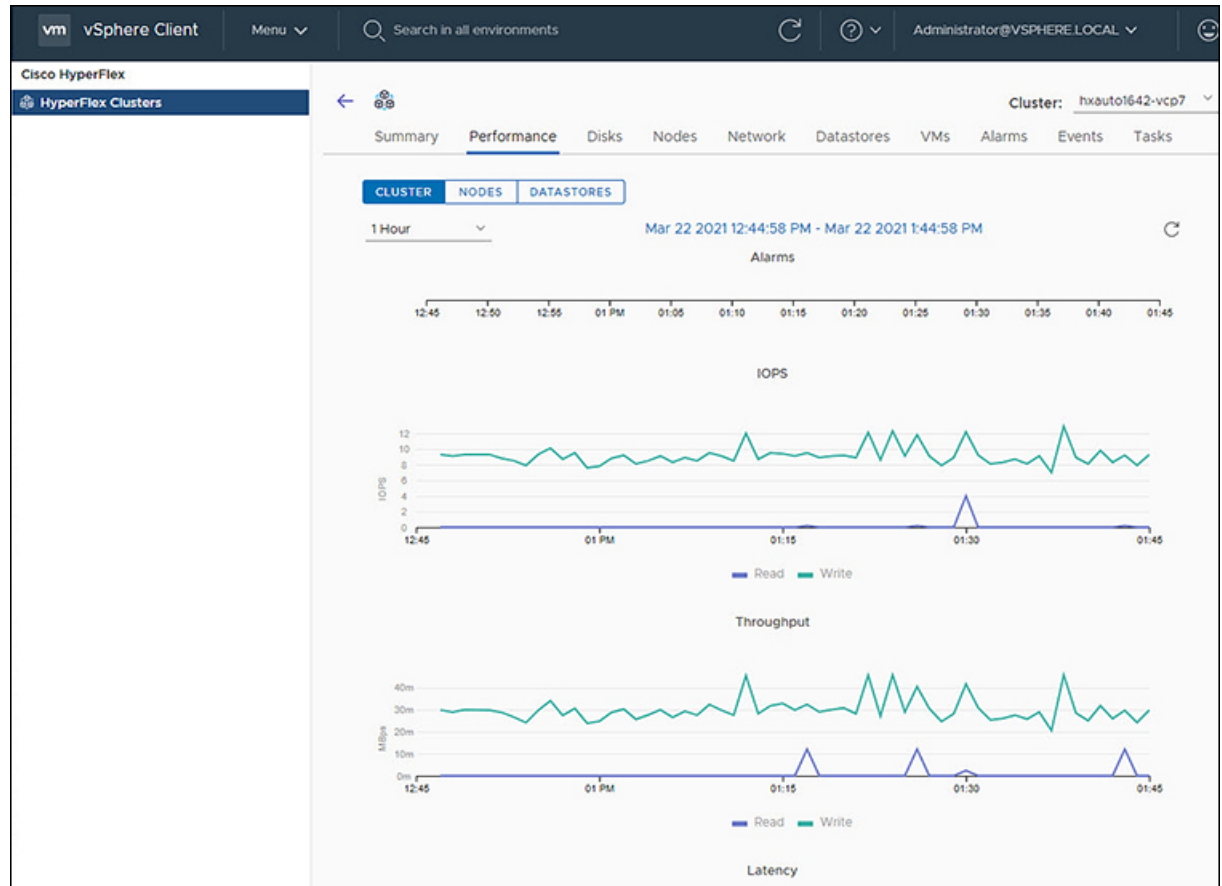 vm vSphere Client Menu Search in all environments Administrator@VSPHERE.LOCAL
Cisco HyperFlex
HyperFlex Clusters
Cluster: hxauto1642-vcp7
Summary Performance Disks Nodes Network Datastores VMs Alarms Events Tasks
CLUSTER NODES DATASTORES
1 Hour Mar 22 2021 12:44:58 PM - Mar 22 2021 1:44:58 PM
Alarms
12:45 12:50 12:55 01 PM 01:05 01:10 01:15 01:20 01:25 01:30 01:35 01:40 01:45
IOPS
12
10
8
6
4
2
0
IOPS
12:45 01 PM 01:15 01:30 01:45
Read Write
Throughput
40m
30m
20m
10m
0m
MBps
12:45 01 PM 01:15 01:30 01:45
Read Write
Latency